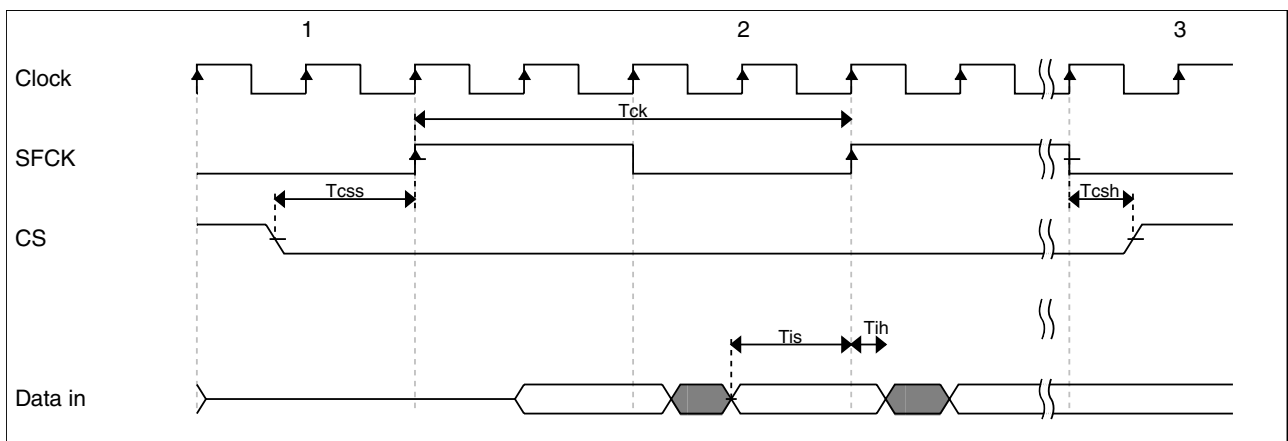 1 2 3
Clock
Tck
SFCK
Tcss Tcsh
CS
Tis Tih
Data in